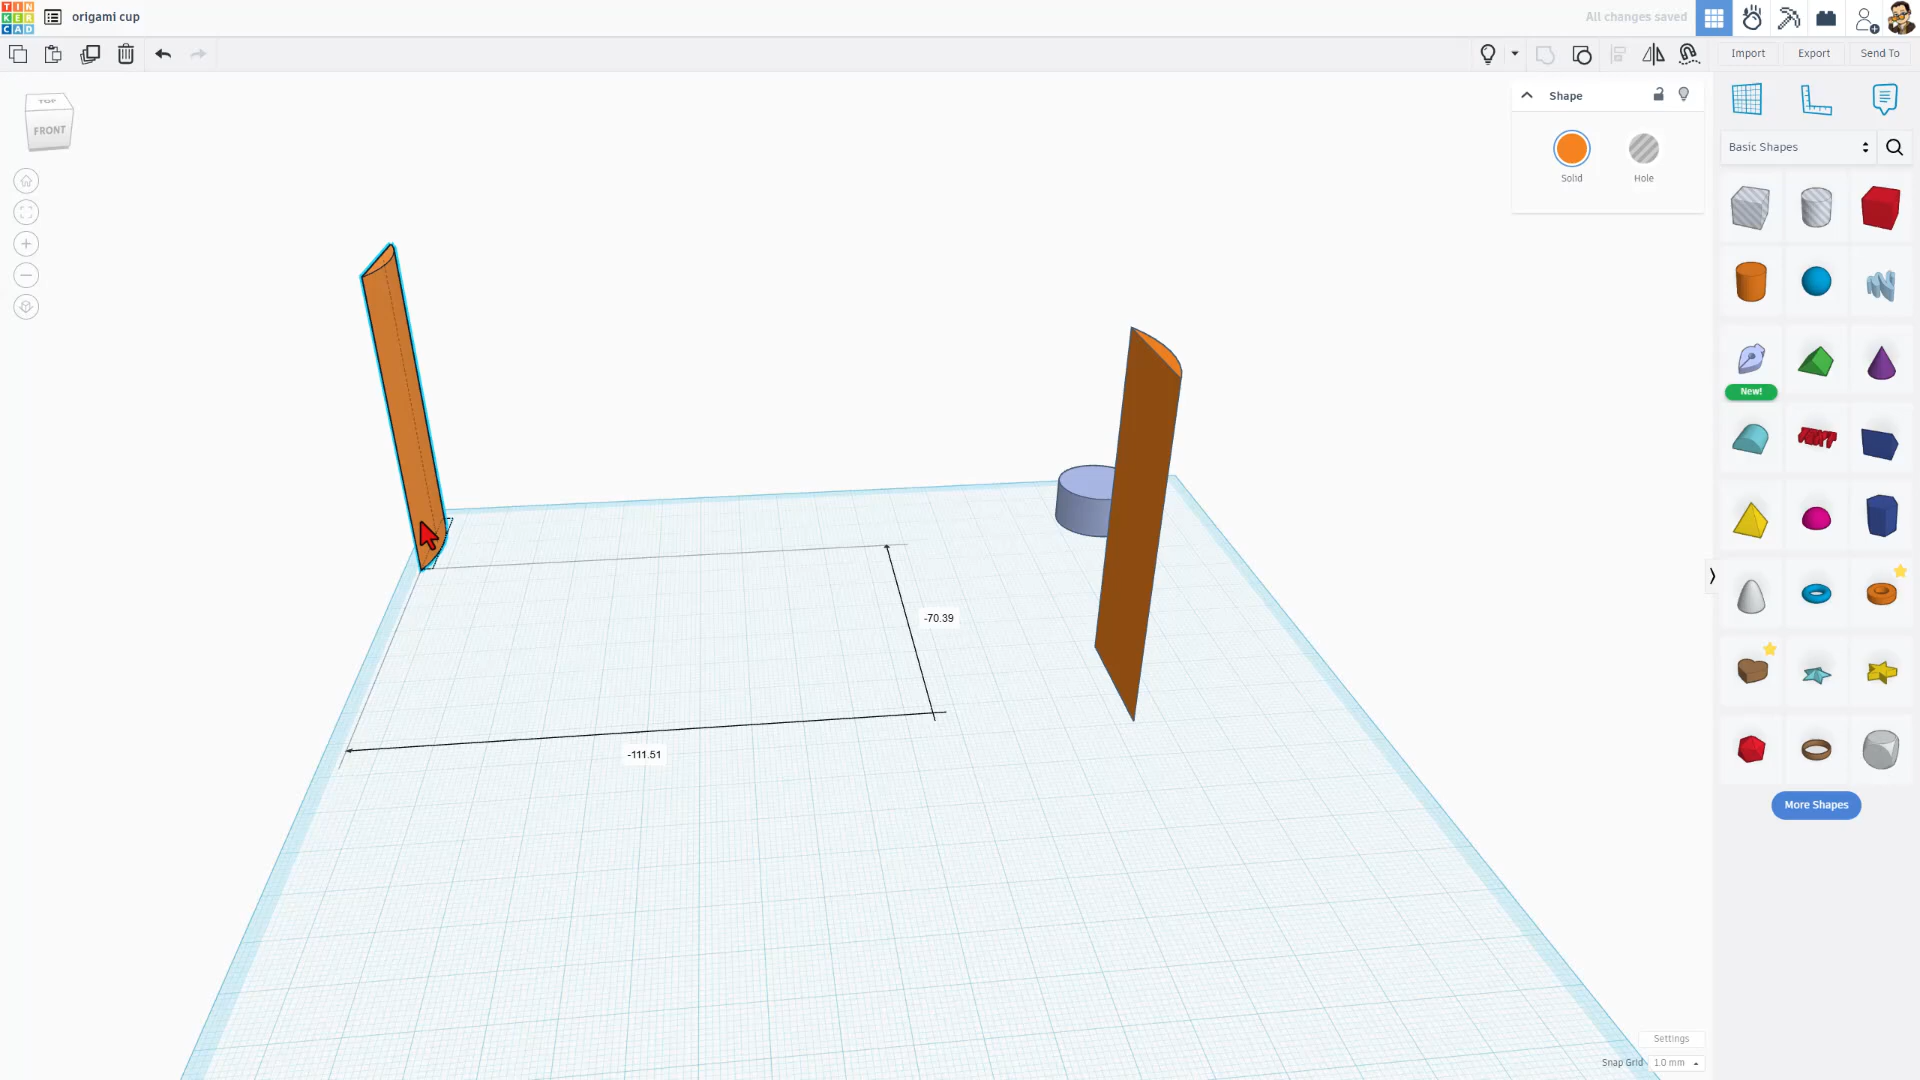 TIN
KER
CAD
origami cup
All changes saved
Import
Export
Send To
TOP
FRONT
Shape
Solid
Hole
Basic Shapes
New!
TEXT
-70.39
-111.51
More Shapes
Settings
Snap Grid
1.0 mm